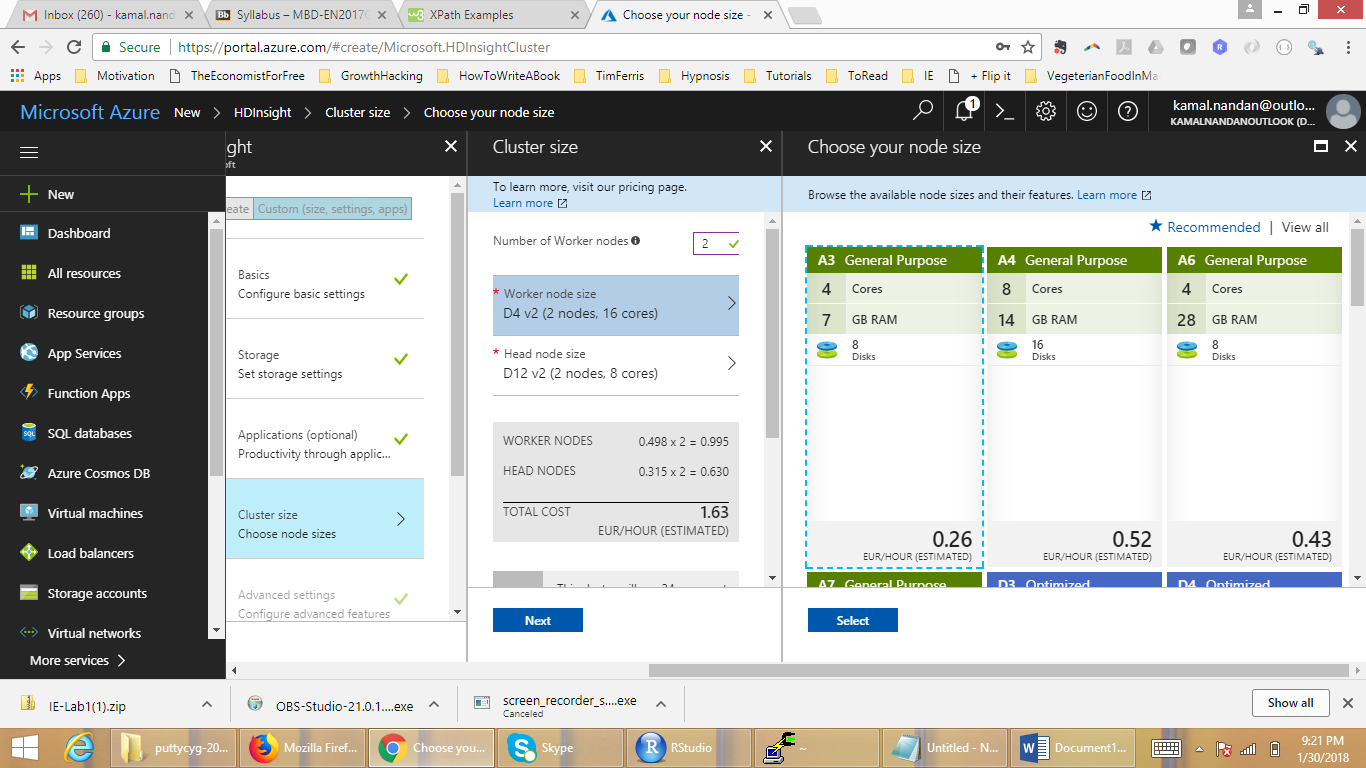 Inbox (260) - kamal.nand
Syllabus – MBD-EN2017
XPath Examples
Choose your node size -
Secure | https://portal.azure.com/#create/Microsoft.HDInsightCluster
Apps Motivation TheEconomistForFree GrowthHacking HowToWriteABook TimFerris Hypnosis Tutorials ToRead IE + Flip it VegeterianFoodInMa
Microsoft Azure New > HDInsight > Cluster size > Choose your node size
1
kamal.nandan@outlo...
KAMALNANDANOUTLOOK (D...
New
Dashboard
All resources
Resource groups
App Services
Function Apps
SQL databases
Azure Cosmos DB
Virtual machines
Load balancers
Storage accounts
Virtual networks
More services >
ght
ft
eate Custom (size, settings, apps)
Basics
Configure basic settings
Storage
Set storage settings
Applications (optional)
Productivity through applic...
Cluster size
Choose node sizes
Advanced settings
Configure advanced features
Cluster size
To learn more, visit our pricing page.
Learn more
Number of Worker nodes 2
* Worker node size
D4 v2 (2 nodes, 16 cores)
* Head node size
D12 v2 (2 nodes, 8 cores)
WORKER NODES 0.498 x 2 = 0.995
HEAD NODES 0.315 x 2 = 0.630
TOTAL COST 1.63
EUR/HOUR (ESTIMATED)
Next
Choose your node size
Browse the available node sizes and their features. Learn more
★ Recommended | View all
A3 General Purpose
4 Cores
7 GB RAM
8
Disks
0.26
EUR/HOUR (ESTIMATED)
A4 General Purpose
8 Cores
14 GB RAM
16
Disks
0.52
EUR/HOUR (ESTIMATED)
A6 General Purpose
4 Cores
28 GB RAM
8
Disks
0.43
EUR/HOUR (ESTIMATED)
A7 General Purpose
D3 Optimized
D4 Optimized
Select
IE-Lab1(1).zip
OBS-Studio-21.0.1....exe
screen_recorder_s....exe
Canceled
Show all
puttycyg-20...
Mozilla Firef...
Choose you...
Skype
RStudio
~
Untitled - N...
Document1...
9:21 PM
1/30/2018